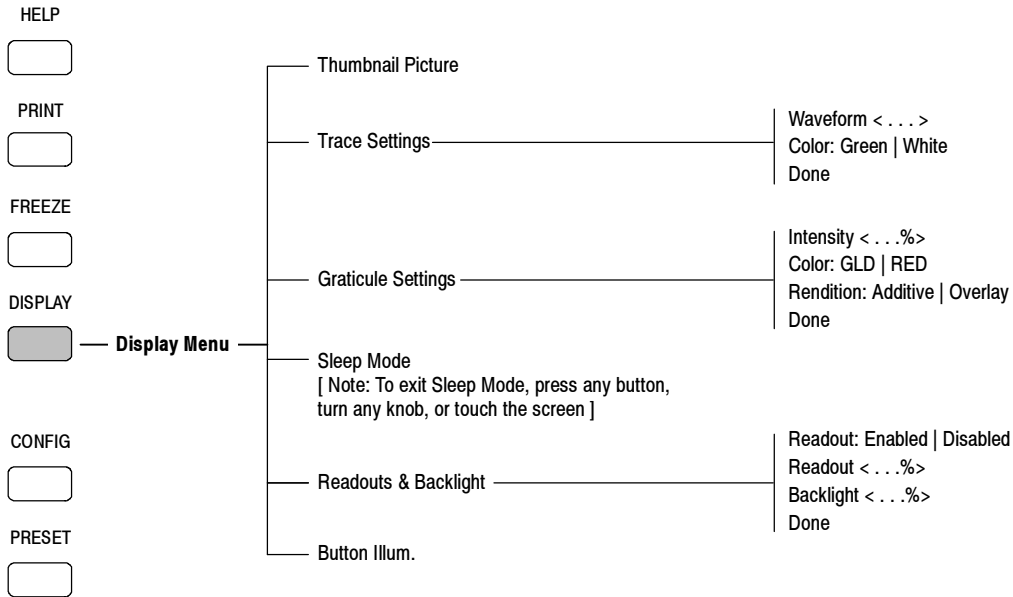 HELP
PRINT
FREEZE
DISPLAY
CONFIG
PRESET
Display Menu
Thumbnail Picture
Trace Settings
Waveform < . . . >
Color: Green | White
Done
Graticule Settings
Intensity < . . .%>
Color: GLD | RED
Rendition: Additive | Overlay
Done
Sleep Mode
[ Note: To exit Sleep Mode, press any button,
turn any knob, or touch the screen ]
Readouts & Backlight
Readout: Enabled | Disabled
Readout < . . .%>
Backlight < . . .%>
Done
Button Illum.